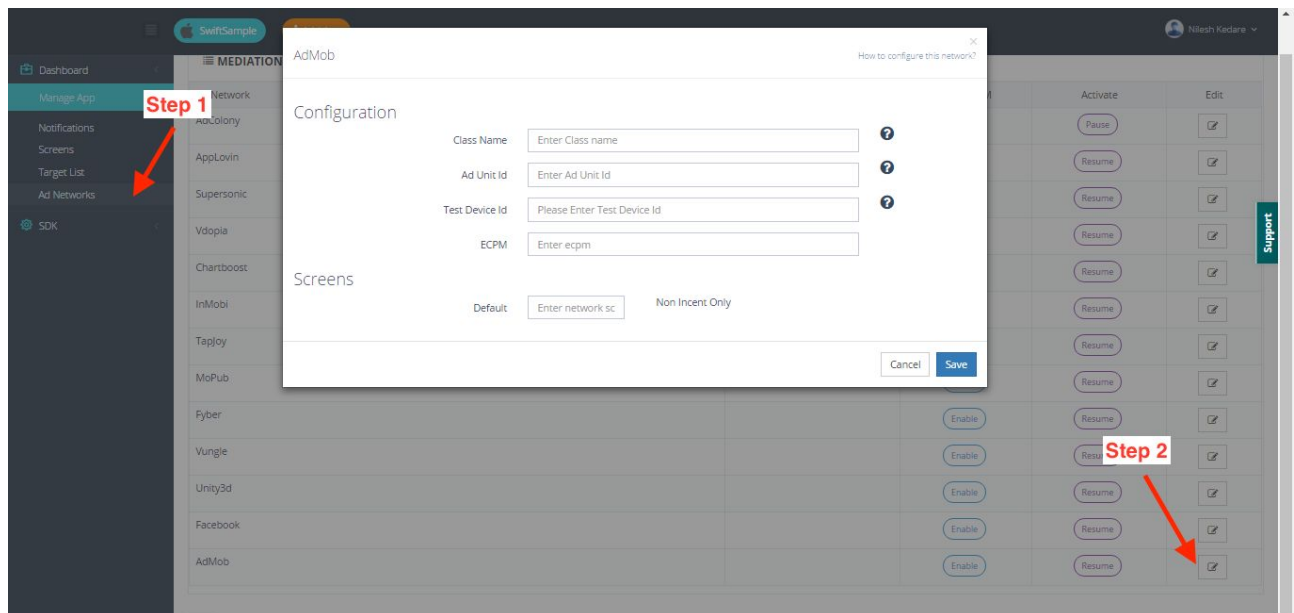 SwiftSample
Nilesh Kedare
Dashboard
Manage App
Notifications
Screens
Target List
Ad Networks
SDK
Step 1
MEDIATION
Network
Activate
Edit
AdColony
Pause
AppLovin
Resume
Supersonic
Resume
Vdopia
Resume
Chartboost
Resume
InMobi
Resume
TapJoy
Resume
MoPub
Resume
Fyber
Enable
Resume
Vungle
Enable
Unity3d
Enable
Resume
Facebook
Enable
Resume
AdMob
Enable
Resume
Step 2
Support
AdMob
×
How to configure this network?
Configuration
Class Name
Enter Class name
Ad Unit Id
Enter Ad Unit Id
Test Device Id
Please Enter Test Device Id
ECPM
Enter ecpm
Screens
Default
Enter network sc
Non Incent Only
Cancel
Save